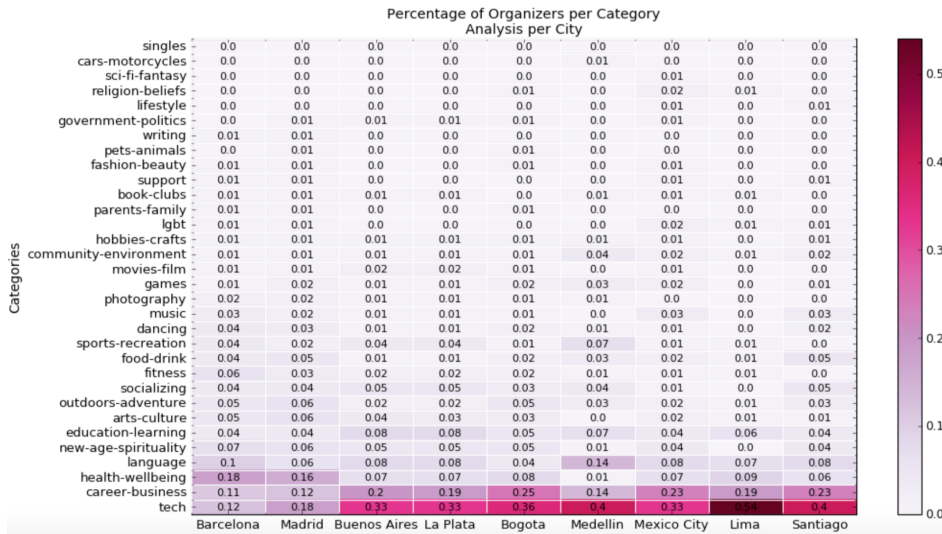 Percentage of Organizers per Category
Analysis per City
singles 0.0 0.0 0.0 0.0 0.0 0.0 0.0 0.0 0.0
cars-motorcycles 0.0 0.0 0.0 0.0 0.0 0.01 0.0 0.0 0.0
0.5
sci-fi-fantasy 0.0 0.0 0.0 0.0 0.0 0.0 0.01 0.0 0.0
religion-beliefs 0.0 0.0 0.0 0.0 0.01 0.0 0.02 0.01 0.0
lifestyle 0.0 0.0 0.0 0.0 0.0 0.0 0.01 0.0 0.01
government-politics 0.0 0.01 0.01 0.01 0.01 0.0 0.01 0.0 0.0
writing 0.01 0.01 0.0 0.0 0.0 0.0 0.0 0.0 0.0
pets-animals 0.0 0.01 0.0 0.0 0.01 0.0 0.0 0.0 0.0
0.4
fashion-beauty 0.01 0.01 0.0 0.0 0.01 0.0 0.01 0.0 0.0
support 0.01 0.01 0.0 0.0 0.0 0.01 0.01 0.0 0.01
book-clubs 0.01 0.01 0.01 0.01 0.0 0.01 0.01 0.01 0.0
parents-family 0.01 0.01 0.0 0.0 0.01 0.0 0.0 0.0 0.0
lgbt 0.01 0.01 0.0 0.0 0.0 0.0 0.02 0.01 0.01
hobbies-crafts 0.01 0.01 0.01 0.01 0.01 0.01 0.01 0.0 0.01
0.3
community-environment 0.01 0.01 0.01 0.01 0.01 0.04 0.02 0.01 0.02
movies-film 0.01 0.01 0.02 0.02 0.01 0.0 0.01 0.0 0.0
Categories
games 0.01 0.02 0.01 0.01 0.02 0.03 0.02 0.0 0.01
photography 0.02 0.02 0.01 0.01 0.01 0.01 0.0 0.0 0.0
music 0.03 0.02 0.01 0.01 0.01 0.0 0.03 0.0 0.03
dancing 0.04 0.03 0.01 0.01 0.02 0.01 0.01 0.0 0.02
0.2
sports-recreation 0.04 0.02 0.04 0.04 0.01 0.07 0.01 0.01 0.0
food-drink 0.04 0.05 0.01 0.01 0.02 0.03 0.02 0.01 0.05
fitness 0.06 0.03 0.02 0.02 0.02 0.01 0.01 0.01 0.0
socializing 0.04 0.04 0.05 0.05 0.03 0.04 0.01 0.0 0.05
outdoors-adventure 0.05 0.06 0.02 0.02 0.05 0.03 0.02 0.01 0.03
arts-culture 0.05 0.06 0.04 0.03 0.03 0.0 0.02 0.01 0.01
0.1
education-learning 0.04 0.04 0.08 0.08 0.05 0.07 0.04 0.06 0.04
new-age-spirituality 0.07 0.06 0.05 0.05 0.05 0.01 0.04 0.0 0.04
language 0.1 0.06 0.08 0.08 0.04 0.14 0.08 0.07 0.08
health-wellbeing 0.18 0.16 0.07 0.07 0.08 0.01 0.07 0.09 0.06
career-business 0.11 0.12 0.2 0.19 0.25 0.14 0.23 0.19 0.23
tech 0.12 0.18 0.33 0.33 0.36 0.4 0.33 0.54 0.4
0.0
Barcelona Madrid Buenos Aires La Plata Bogota Medellin Mexico City Lima Santiago